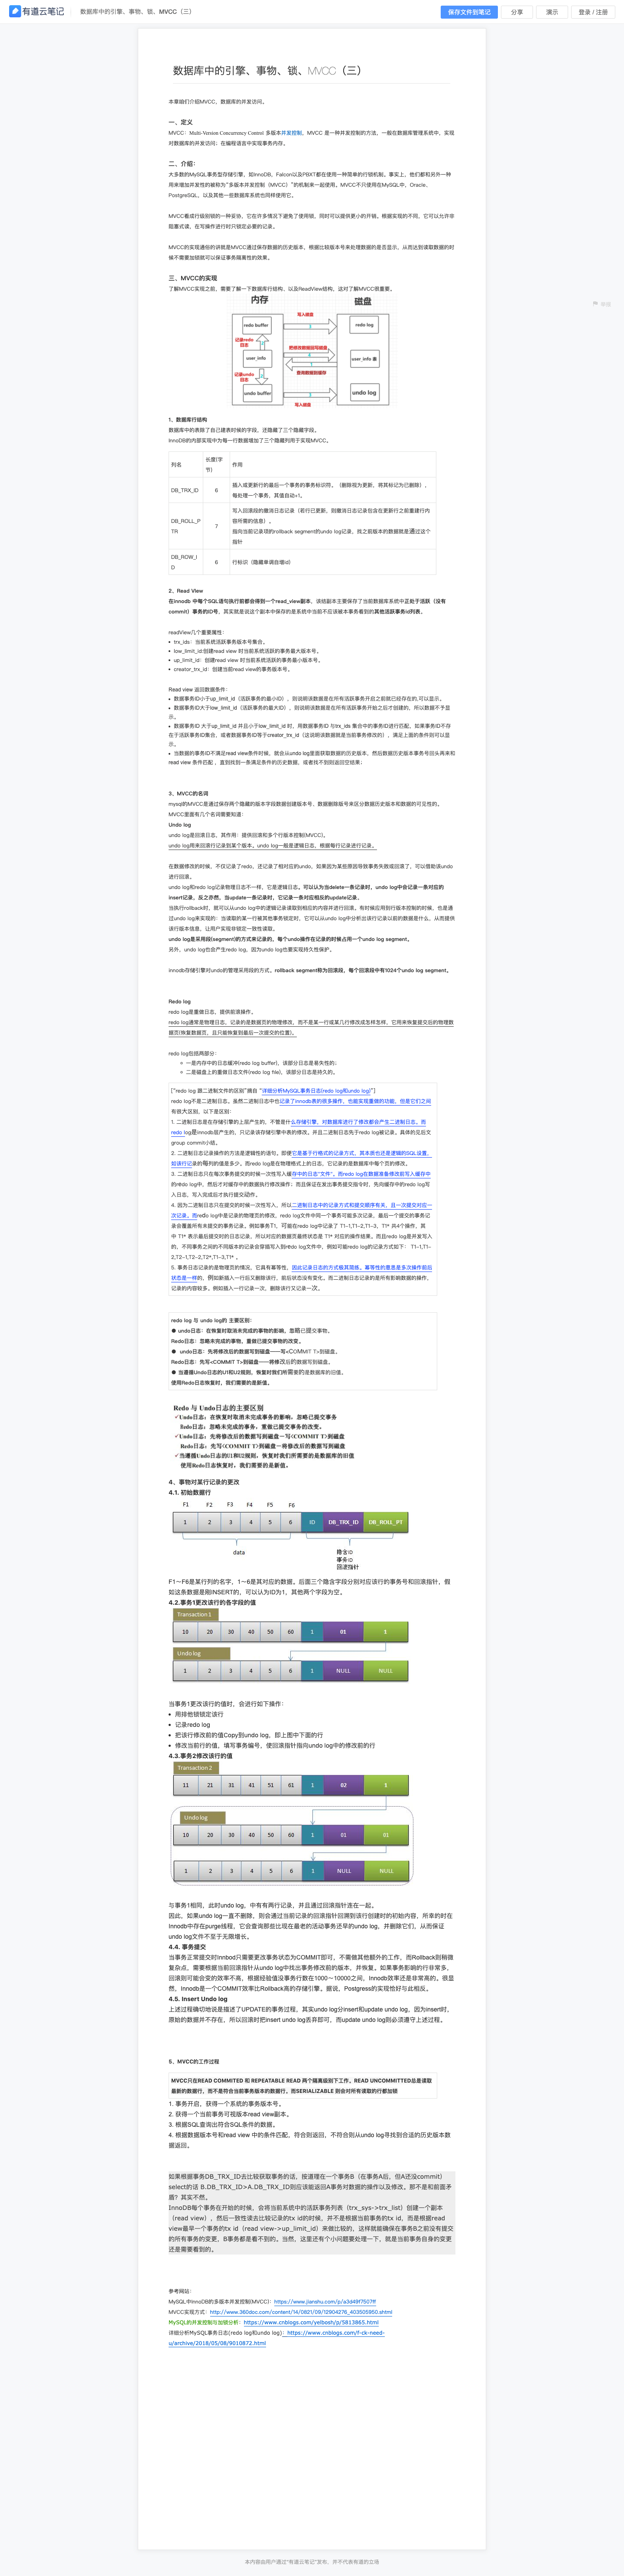 有道云笔记
数据库中的引擎、事物、锁、MVCC（三）
保存文件到笔记
分享
演示
登录 / 注册
数据库中的引擎、事物、锁、MVCC（三）
本章咱们介绍MVCC、数据库的并发访问。
一、定义
MVCC：Multi-Version Concurrency Control 多版本并发控制，MVCC 是一种并发控制的方法，一般在数据库管理系统中，实现
对数据库的并发访问；在编程语言中实现事务内存。
二、介绍：
大多数的MySQL事务型存储引擎，如InnoDB、Falcon以及PBXT都在使用一种简单的行锁机制。事实上，他们都和另外一种
用来增加并发性的被称为“多版本并发控制（MVCC）”的机制来一起使用。MVCC不只使用在MySQL中，Oracle、
PostgreSQL，以及其他一些数据库系统也同样使用它。
MVCC看成行级别锁的一种妥协，它在许多情况下避免了使用锁，同时可以提供更小的开销。根据实现的不同，它可以允许非
阻塞式读，在写操作进行时只锁定必要的记录。
MVCC的实现通俗的讲就是MVCC通过保存数据的历史版本，根据比较版本号来处理数据的是否显示，从而达到读取数据的时
候不需要加锁就可以保证事务隔离性的效果。
三、MVCC的实现
了解MVCC实现之前，需要了解一下数据库行结构、以及ReadView结构，这对了解MVCC很重要。
内存
磁盘
写入磁盘
redo buffer
redo log
记录redo
日志
把修改数据回写磁盘
user_info
user_info 表
查询数据到缓存
记录undo
日志
undo buffer
undo log
写入磁盘
1、数据库行结构
数据库中的表除了自己建表时候的字段，还隐藏了三个隐藏字段。
InnoDB的内部实现中为每一行数据增加了三个隐藏列用于实现MVCC。
列名
长度(字
节)
作用
DB_TRX_ID
6
插入或更新行的最后一个事务的事务标识符。（删除视为更新，将其标记为已删除），
每处理一个事务，其值自动+1。
DB_ROLL_P
TR
7
写入回滚段的撤消日志记录（若行已更新，则撤消日志记录包含在更新行之前重建行内
容所需的信息）。
指向当前记录项的rollback segment的undo log记录，找之前版本的数据就是通过这个
指针
DB_ROW_I
D
6
行标识（隐藏单调自增id）
2、Read View
在innodb 中每个SQL语句执行前都会得到一个read_view副本，该结副本主要保存了当前数据库系统中正处于活跃（没有
commit）事务的ID号，其实就是说这个副本中保存的是系统中当前不应该被本事务看到的其他活跃事务id列表。
readView几个重要属性：
• trx_ids：当前系统活跃事务版本号集合。
• low_limit_id:创建read view 时当前系统活跃的事务最大版本号。
• up_limit_id：创建read view 时当前系统活跃的事务最小版本号。
• creator_trx_id：创建当前read view的事务版本号。
Read view 返回数据条件：
• 数据事务ID小于up_limit_id（活跃事务的最小ID），则说明该数据是在所有活跃事务开启之前就已经存在的,可以显示。
• 数据事务ID大于low_limit_id（活跃事务的最大ID），则说明该数据是在所有活跃事务开始之后才创建的，所以数据不予显
示。
• 数据事务ID 大于up_limit_id 并且小于low_limit_id 时，用数据事务ID 与trx_ids 集合中的事务ID进行匹配，如果事务ID不存
在于活跃事务ID集合，或者数据事务ID等于creator_trx_id（这说明该数据就是当前事务修改的），满足上面的条件则可以显
示。
• 当数据的事务ID不满足read view条件时候，就会从undo log里面获取数据的历史版本，然后数据历史版本事务号回头再来和
read view 条件匹配 ，直到找到一条满足条件的历史数据，或者找不到则返回空结果；
3、MVCC的名词
mysql的MVCC是通过保存两个隐藏的版本字段数据创建版本号、数据删除版号来区分数据历史版本和数据的可见性的。
MVCC里面有几个名词需要知道：
Undo log
undo log是回滚日志，其作用：提供回滚和多个行版本控制(MVCC)。
undo log用来回滚行记录到某个版本。undo log一般是逻辑日志，根据每行记录进行记录。
在数据修改的时候，不仅记录了redo，还记录了相对应的undo，如果因为某些原因导致事务失败或回滚了，可以借助该undo
进行回滚。
undo log和redo log记录物理日志不一样，它是逻辑日志。可以认为当delete一条记录时，undo log中会记录一条对应的
insert记录，反之亦然，当update一条记录时，它记录一条对应相反的update记录。
当执行rollback时，就可以从undo log中的逻辑记录读取到相应的内容并进行回滚。有时候应用到行版本控制的时候，也是通
过undo log来实现的：当读取的某一行被其他事务锁定时，它可以从undo log中分析出该行记录以前的数据是什么，从而提供
该行版本信息，让用户实现非锁定一致性读取。
undo log是采用段(segment)的方式来记录的，每个undo操作在记录的时候占用一个undo log segment。
另外，undo log也会产生redo log，因为undo log也要实现持久性保护。
Innodb存储引擎对undo的管理采用段的方式。rollback segment称为回滚段，每个回滚段中有1024个undo log segment。
Redo log
redo log是重做日志，提供前滚操作。
redo log通常是物理日志，记录的是数据页的物理修改，而不是某一行或某几行修改成怎样怎样，它用来恢复提交后的物理数
据页(恢复数据页，且只能恢复到最后一次提交的位置)。
redo log包括两部分：
○ 一是内存中的日志缓冲(redo log buffer)，该部分日志是易失性的；
○ 二是磁盘上的重做日志文件(redo log file)，该部分日志是持久的。
["redo log 跟二进制文件的区别"摘自 "详细分析MySQL事务日志(redo log和undo log)"]
redo log不是二进制日志。虽然二进制日志中也记录了innodb表的很多操作，也能实现重做的功能，但是它们之间
有很大区别，以下是区别：
1. 二进制日志是在存储引擎的上层产生的，不管是什么存储引擎，对数据库进行了修改都会产生二进制日志。而
redo log是innodb层产生的，只记录该存储引擎中表的修改。并且二进制日志先于redo log被记录。具体的见后文
group commit小结。
2. 二进制日志记录操作的方法是逻辑性的语句。即便它是基于行格式的记录方式，其本质也还是逻辑的SQL设置，
如该行记录的每列的值是多少。而redo log是在物理格式上的日志，它记录的是数据库中每个页的修改。
3. 二进制日志只在每次事务提交的时候一次性写入缓存中的日志"文件"。而redo log在数据准备修改前写入缓存中
的redo log中，然后才对缓存中的数据执行修改操作；而且保证在发出事务提交指令时，先向缓存中的redo log写
入日志，写入完成后才执行提交动作。
4. 因为二进制日志只在提交的时候一次性写入，所以二进制日志中的记录方式和提交顺序有关，且一次提交对应一
次记录。而redo log中是记录的物理页的修改，redo log文件中同一个事务可能多次记录，最后一个提交的事务记
录会覆盖所有未提交的事务记录。例如事务T1，可能在redo log中记录了 T1-1,T1-2,T1-3，T1* 共4个操作，其
中 T1* 表示最后提交时的日志记录，所以对应的数据页最终状态是 T1* 对应的操作结果。而且redo log是并发写入
的，不同事务之间的不同版本的记录会穿插写入到redo log文件中，例如可能redo log的记录方式如下： T1-1,T1-
2,T2-1,T2-2,T2*,T1-3,T1* 。
5. 事务日志记录的是物理页的情况，它具有幂等性，因此记录日志的方式极其简练。幂等性的意思是多次操作前后
状态是一样的，例如新插入一行后又删除该行，前后状态没有变化。而二进制日志记录的是所有影响数据的操作，
记录的内容较多。例如插入一行记录一次，删除该行又记录一次。
redo log 与 undo log的 主要区别：
● undo日志：在恢复时取消未完成的事物的影响，忽略已提交事物，
Redo日志：忽略未完成的事物，重做已提交事物的改变。
● undo日志：先将修改后的数据写到磁盘——写<COMMIT T>到磁盘，
Redo日志：先写<COMMIT T>到磁盘——将修改后的数据写到磁盘，
● 当遵循Undo日志的U1和U2规则，恢复对我们所需要的是数据库的旧值，
使用Redo日志恢复时，我们需要的是新值。
Redo 与 Undo日志的主要区别
✓Undo日志：在恢复时取消未完成事务的影响，忽略已提交事务
Redo日志：忽略未完成的事务，重做已提交事务的改变。
✓Undo日志：先将修改后的数据写到磁盘－写<COMMIT T>到磁盘
Redo日志：先写<COMMIT T>到磁盘－将修改后的数据写到磁盘
✓当遵循Undo日志的U1和U2规则，恢复时我们所需要的是数据库的旧值
使用Redo日志恢复时，我们需要的是新值。
4、事物对某行记录的更改
4.1. 初始数据行
F1 F2 F3 F4 F5 F6
1 2 3 4 5 6 ID DB_TRX_ID DB_ROLL_PT
data
隐含ID
事务ID
回滚指针
F1～F6是某行列的名字，1～6是其对应的数据。后面三个隐含字段分别对应该行的事务号和回滚指针，假
如这条数据是刚INSERT的，可以认为ID为1，其他两个字段为空。
4.2.事务1更改该行的各字段的值
Transaction 1
10 20 30 40 50 60 1 01 1
Undo log
1 2 3 4 5 6 1 NULL NULL
当事务1更改该行的值时，会进行如下操作：
• 用排他锁锁定该行
• 记录redo log
• 把该行修改前的值Copy到undo log，即上图中下面的行
• 修改当前行的值，填写事务编号，使回滚指针指向undo log中的修改前的行
4.3.事务2修改该行的值
Transaction 2
11 21 31 41 51 61 1 02 1
Undo log
10 20 30 40 50 60 1 01 01
1 2 3 4 5 6 1 NULL NULL
与事务1相同，此时undo log，中有有两行记录，并且通过回滚指针连在一起。
因此，如果undo log一直不删除，则会通过当前记录的回滚指针回溯到该行创建时的初始内容，所幸的时在
Innodb中存在purge线程，它会查询那些比现在最老的活动事务还早的undo log，并删除它们，从而保证
undo log文件不至于无限增长。
4.4. 事务提交
当事务正常提交时Innbod只需要更改事务状态为COMMIT即可，不需做其他额外的工作，而Rollback则稍微
复杂点，需要根据当前回滚指针从undo log中找出事务修改前的版本，并恢复。如果事务影响的行非常多，
回滚则可能会变的效率不高，根据经验值没事务行数在1000～10000之间，Innodb效率还是非常高的。很显
然，Innodb是一个COMMIT效率比Rollback高的存储引擎。据说，Postgress的实现恰好与此相反。
4.5. Insert Undo log
上述过程确切地说是描述了UPDATE的事务过程，其实undo log分insert和update undo log，因为insert时，
原始的数据并不存在，所以回滚时把insert undo log丢弃即可，而update undo log则必须遵守上述过程。
5、MVCC的工作过程
MVCC只在READ COMMITED 和 REPEATABLE READ 两个隔离级别下工作。READ UNCOMMITTED总是读取
最新的数据行，而不是符合当前事务版本的数据行。而SERIALIZABLE 则会对所有读取的行都加锁
1. 事务开启，获得一个系统的事务版本号。
2. 获得一个当前事务可视版本read view副本。
3. 根据SQL查询出符合SQL条件的数据。
4. 根据数据版本号和read view 中的条件匹配，符合则返回，不符合则从undo log寻找到合适的历史版本数
据返回。
如果根据事务DB_TRX_ID去比较获取事务的话，按道理在一个事务B（在事务A后，但A还没commit）
select的话 B.DB_TRX_ID>A.DB_TRX_ID则应该能返回A事务对数据的操作以及修改。那不是和前面矛
盾？其实不然。
InnoDB每个事务在开始的时候，会将当前系统中的活跃事务列表（trx_sys->trx_list）创建一个副本
（read view），然后一致性读去比较记录的tx id的时候，并不是根据当前事务的tx id，而是根据read
view最早一个事务的tx id（read view->up_limit_id）来做比较的，这样就能确保在事务B之前没有提交
的所有事务的变更，B事务都是看不到的。当然，这里还有个小问题要处理一下，就是当前事务自身的变更
还是需要看到的。
参考网站：
MySQL中InnoDB的多版本并发控制(MVCC)：https://www.jianshu.com/p/a3d49f7507ff
MVCC实现方式：http://www.360doc.com/content/14/0821/09/12904276_403505950.shtml
MySQL的并发控制与加锁分析：https://www.cnblogs.com/yelbosh/p/5813865.html
详细分析MySQL事务日志(redo log和undo log)：https://www.cnblogs.com/f-ck-need-
u/archive/2018/05/08/9010872.html
本内容由用户通过“有道云笔记”发布，并不代表有道的立场